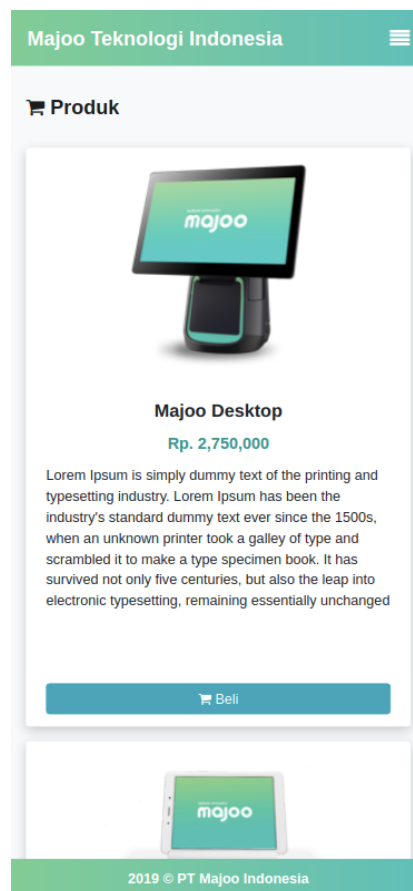 Majoo Teknologi Indonesia
Produk
majoo
Majoo Desktop
Rp. 2,750,000
Lorem Ipsum is simply dummy text of the printing and
typesetting industry. Lorem Ipsum has been the
industry's standard dummy text ever since the 1500s,
when an unknown printer took a galley of type and
scrambled it to make a type specimen book. It has
survived not only five centuries, but also the leap into
electronic typesetting, remaining essentially unchanged
Beli
majoo
2019 © PT Majoo Indonesia